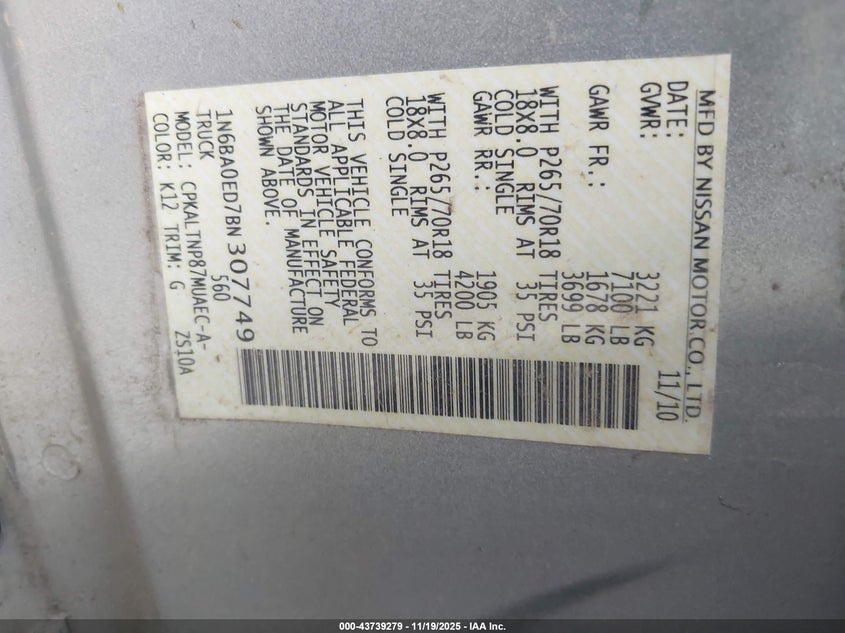 MFD BY NISSAN MOTOR CO., LTD.
DATE: 11/10
GVWR: 3221 KG
7100 LB
GAWR FR.: 1678 KG
3699 LB
WITH P265/70R18 TIRES
18X8.0 RIMS AT 35 PSI
COLD SINGLE
GAWR RR.: 1905 KG
4200 LB
WITH P265/70R18 TIRES
18X8.0 RIMS AT 35 PSI
COLD SINGLE
THIS VEHICLE CONFORMS TO
ALL APPLICABLE FEDERAL
MOTOR VEHICLE SAFETY
STANDARDS IN EFFECT ON
THE DATE OF MANUFACTURE
SHOWN ABOVE.
1N6BA0ED7BN307749
TRUCK 560
MODEL: CPKALTNP87MUAEC-A-
COLOR: K12 TRIM: G ZS10A
000-43739279 - 11/19/2025 - IAA Inc.